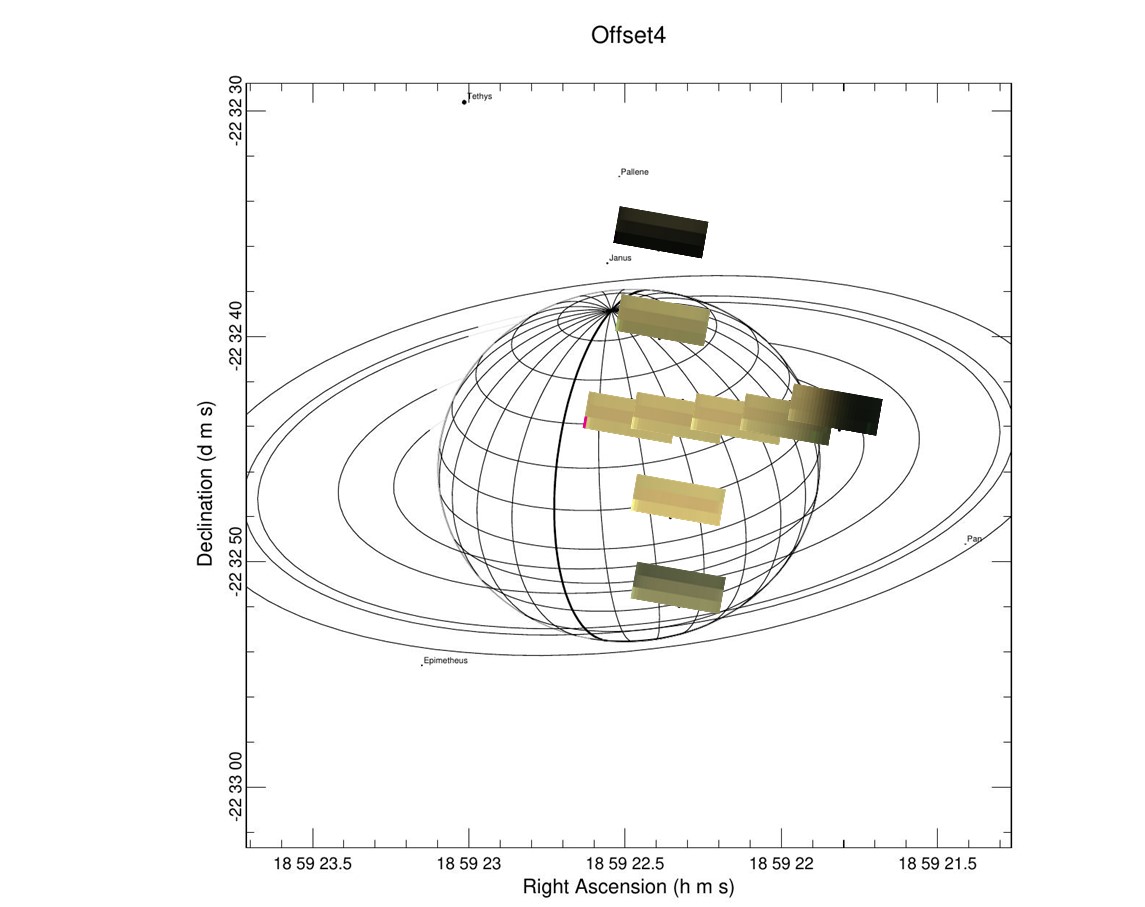 Offset4
-22 32 30
Tethys
Pallene
Janus
-22 32 40
Declination (d m s)
Pan
-22 32 50
Epimetheus
-22 33 00
18 59 23.5 18 59 23 18 59 22.5 18 59 22 18 59 21.5
Right Ascension (h m s)